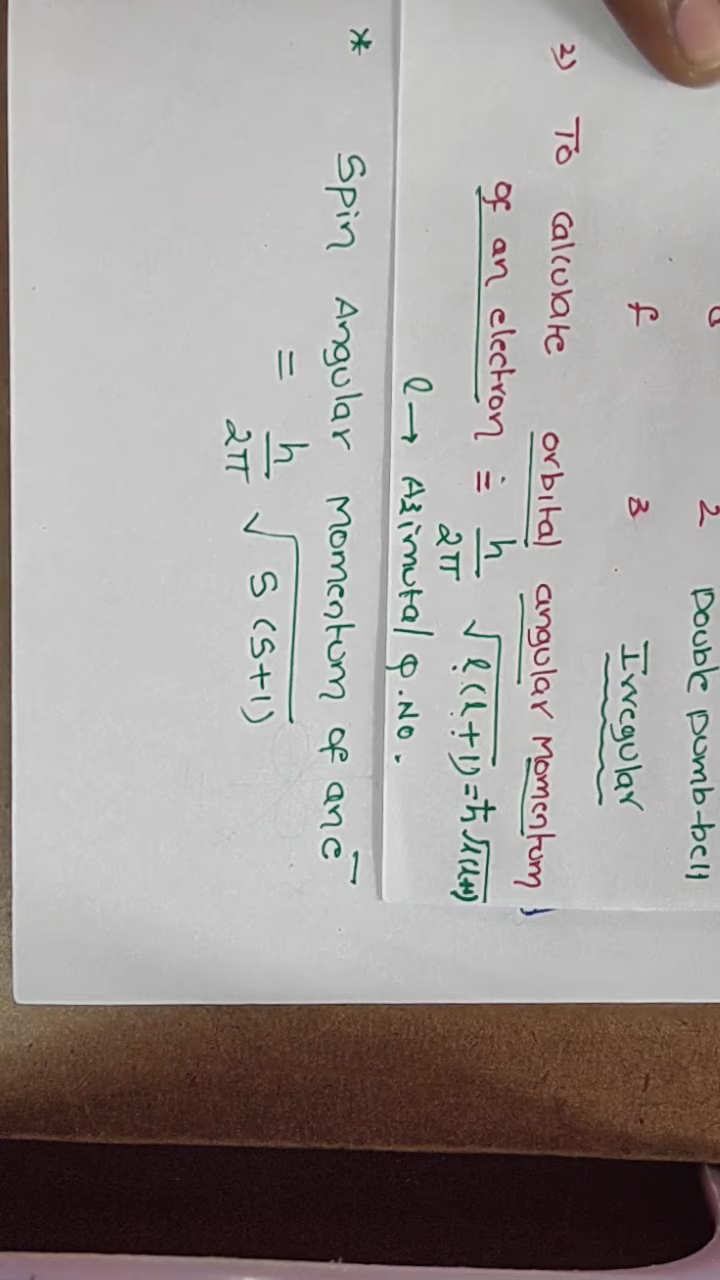 2 Double Dumb-bell
f 3 Irregular
3) To calculate orbital angular Momentum
of an electron = h/2π √l(l+1) = ħ√l(l+1)
l → Azimutal Q.No.
* Spin Angular Momentum of an e⁻
= h/2π √s(s+1)